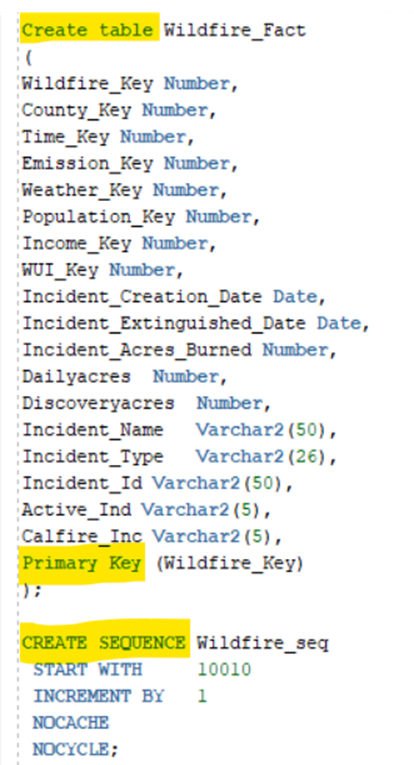 Create table Wildfire_Fact
(
Wildfire_Key Number,
County_Key Number,
Time_Key Number,
Emission_Key Number,
Weather_Key Number,
Population_Key Number,
Income_Key Number,
WUI_Key Number,
Incident_Creation_Date Date,
Incident_Extinguished_Date Date,
Incident_Acres_Burned Number,
Dailyacres  Number,
Discoveryacres  Number,
Incident_Name   Varchar2(50),
Incident_Type   Varchar2(26),
Incident_Id Varchar2(50),
Active_Ind Varchar2(5),
Calfire_Inc Varchar2(5),
Primary Key (Wildfire_Key)
);
CREATE SEQUENCE Wildfire_seq
START WITH     10010
INCREMENT BY   1
NOCACHE
NOCYCLE;